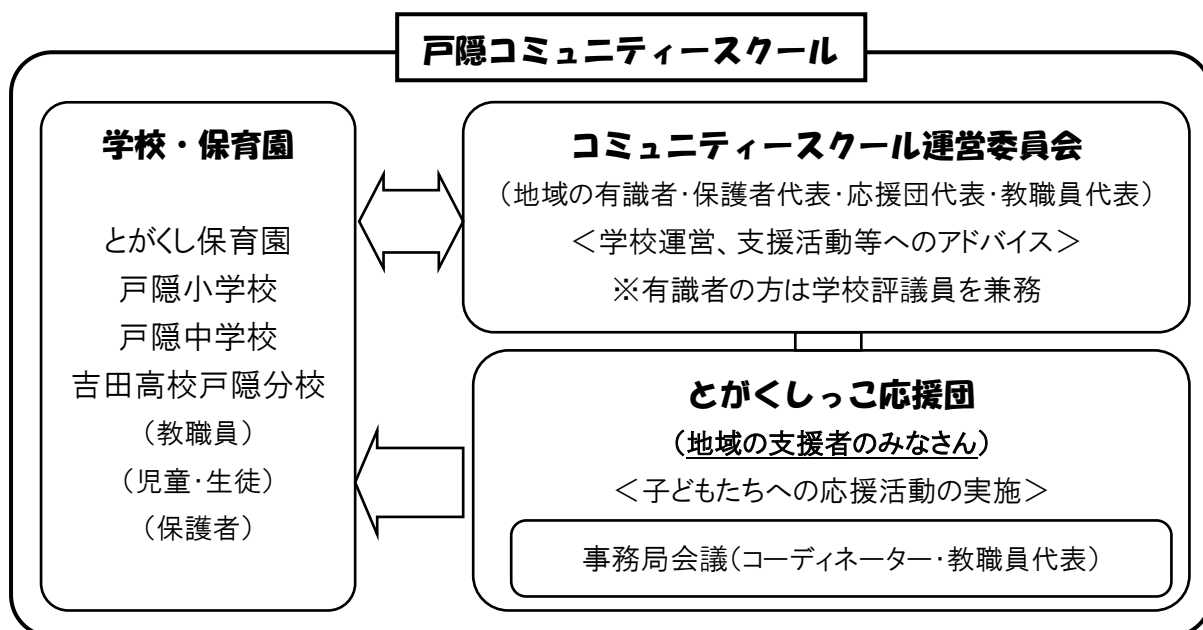 戸隠コミュニティースクール
学校・保育園
とがくし保育園
戸隠小学校
戸隠中学校
吉田高校戸隠分校
（教職員）
（児童・生徒）
（保護者）
コミュニティースクール運営委員会
（地域の有識者・保護者代表・応援団代表・教職員代表）
＜学校運営、支援活動等へのアドバイス＞
※有識者の方は学校評議員を兼務
とがくしっこ応援団
（地域の支援者のみなさん）
＜子どもたちへの応援活動の実施＞
事務局会議（コーディネーター・教職員代表）